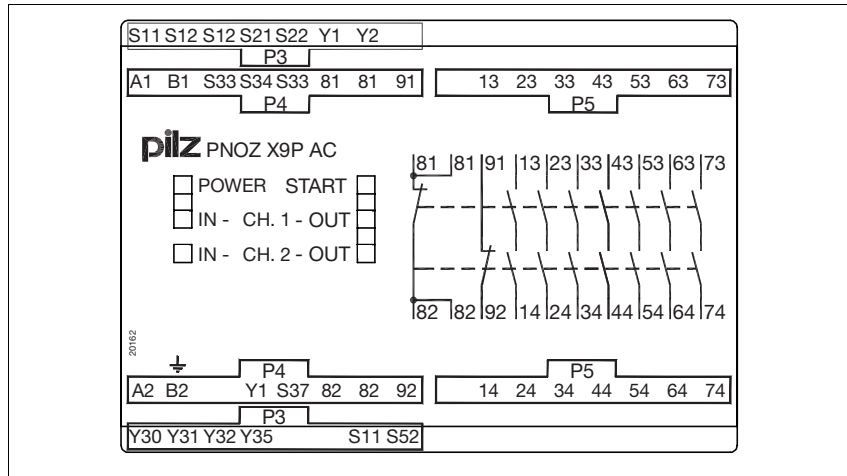 S11 S12 S12 S21 S22 Y1 Y2
P3
A1 B1 S33 S34 S33 81 81 91 13 23 33 43 53 63 73
P4 P5
pilz PNOZ X9P AC
POWER START
IN - CH. 1 - OUT
IN - CH. 2 - OUT
81 81 91 13 23 33 43 53 63 73
82 82 92 14 24 34 44 54 64 74
20162
P4 P5
A2 B2 Y1 S37 82 82 92 14 24 34 44 54 64 74
P3
Y30 Y31 Y32 Y35 S11 S52